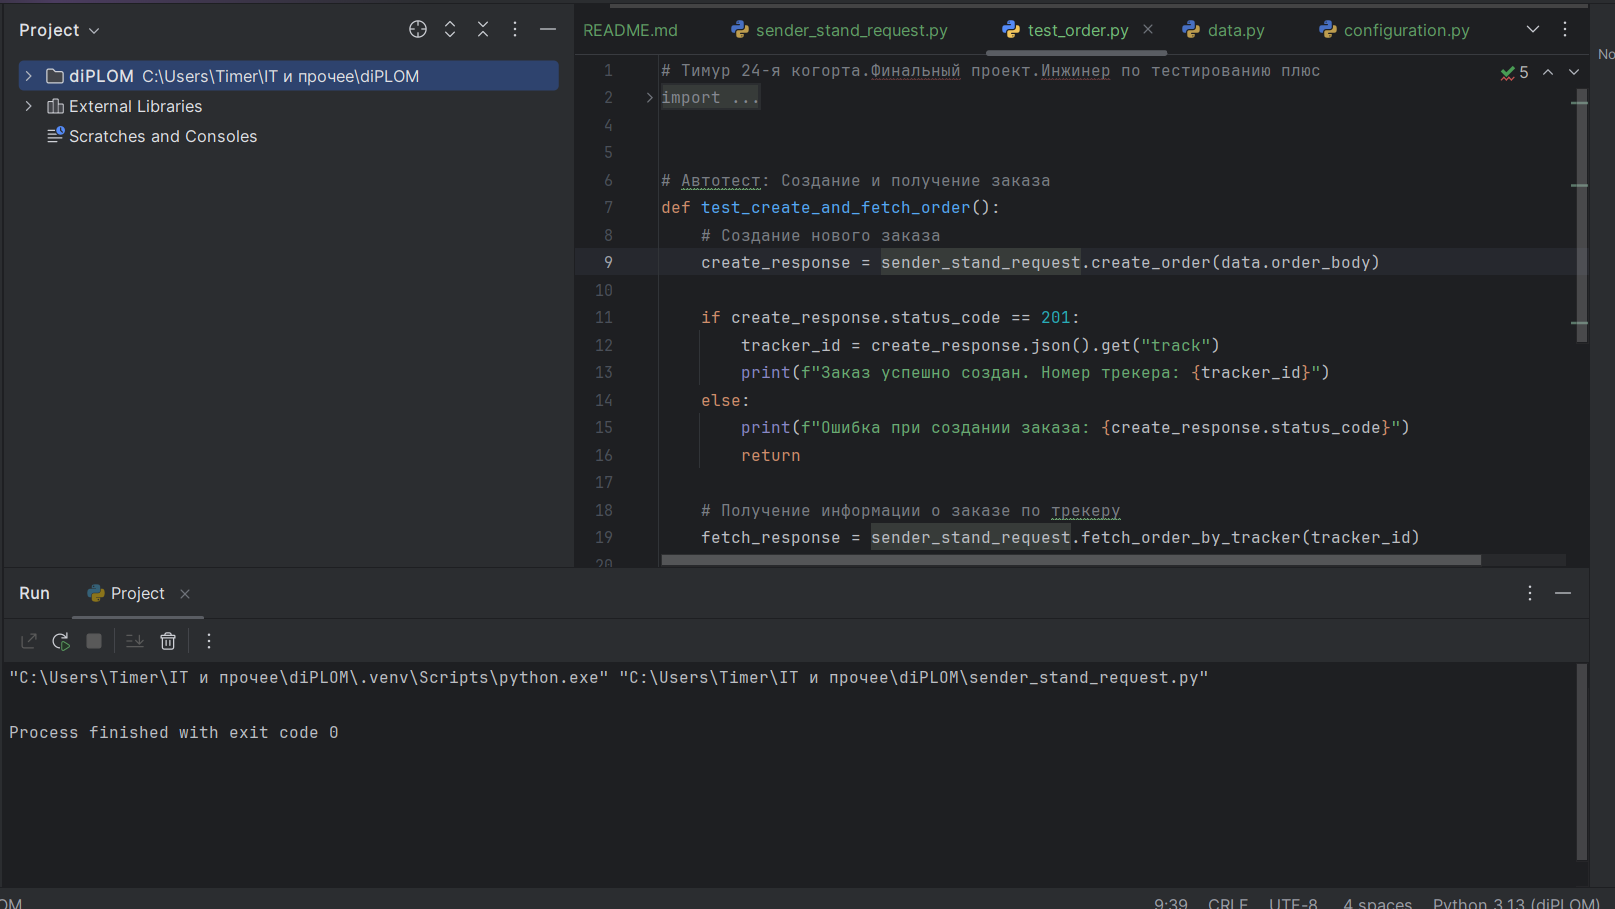 Project
README.md
sender_stand_request.py
test_order.py
data.py
configuration.py
No
diPLOM C:\Users\Timer\IT и прочее\diPLOM
External Libraries
Scratches and Consoles
1 # Тимур 24-я когорта.Финальный проект.Инжинер по тестированию плюс
5
2 import ...
4
5
6 # Автотест: Создание и получение заказа
7 def test_create_and_fetch_order():
8 # Создание нового заказа
9 create_response = sender_stand_request.create_order(data.order_body)
10
11 if create_response.status_code == 201:
12 tracker_id = create_response.json().get("track")
13 print(f"Заказ успешно создан. Номер трекера: {tracker_id}")
14 else:
15 print(f"Ошибка при создании заказа: {create_response.status_code}")
16 return
17
18 # Получение информации о заказе по трекеру
19 fetch_response = sender_stand_request.fetch_order_by_tracker(tracker_id)
20
Run Project
"C:\Users\Timer\IT и прочее\diPLOM\.venv\Scripts\python.exe" "C:\Users\Timer\IT и прочее\diPLOM\sender_stand_request.py"
Process finished with exit code 0
OM 9:39 CRLF UTF-8 4 spaces Python 3.13 (diPLOM)